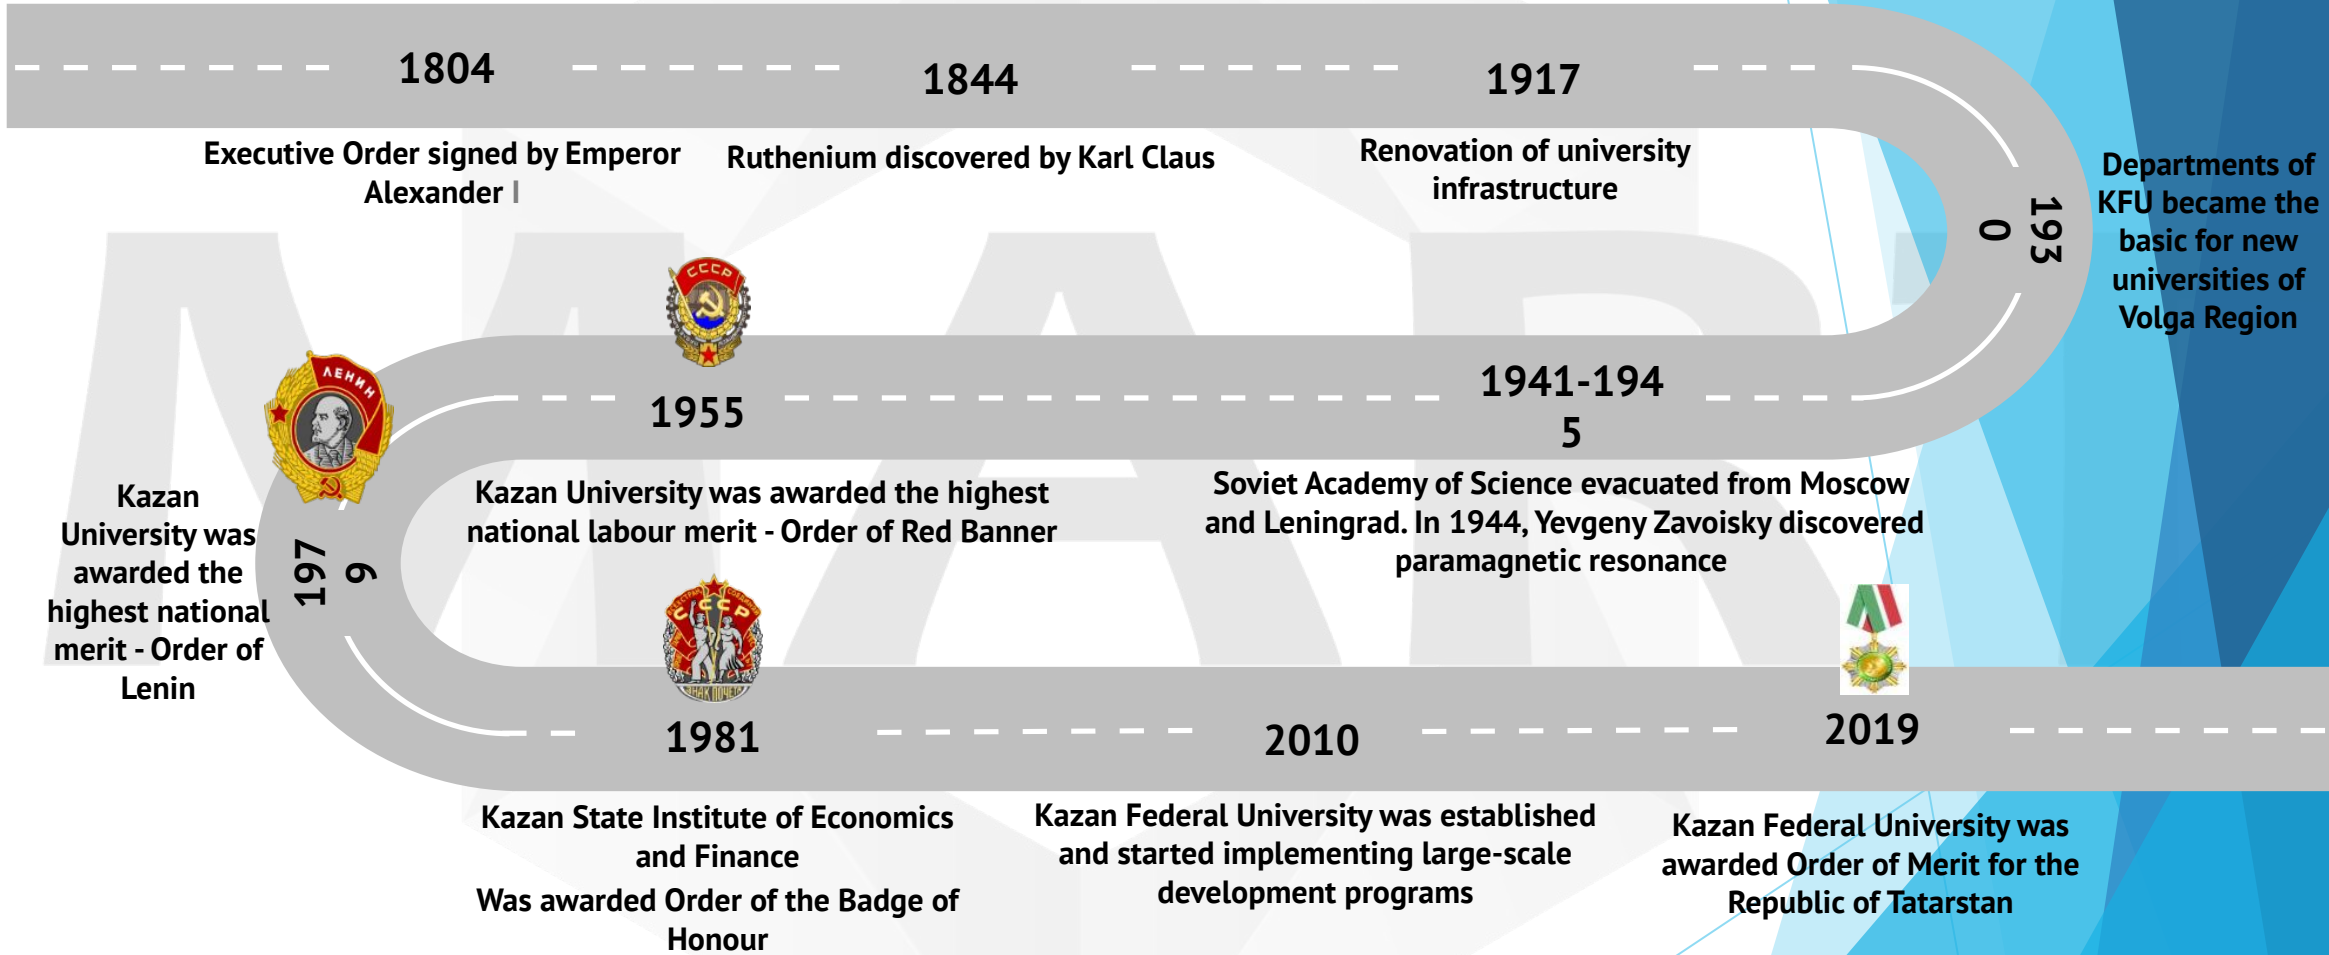 1804
1844
1917
Executive Order signed by Emperor
Alexander I
Ruthenium discovered by Karl Claus
Renovation of university
infrastructure
193
0
Departments of
KFU became the
basic for new
universities of
Volga Region
1941-194
5
Soviet Academy of Science evacuated from Moscow
and Leningrad. In 1944, Yevgeny Zavoisky discovered
paramagnetic resonance
СССР
1955
Kazan University was awarded the highest
national labour merit - Order of Red Banner
ЛЕНИН
197
9
Kazan
University was
awarded the
highest national
merit - Order of
Lenin
СССР
ЗНАК ПОЧЕТА
1981
Kazan State Institute of Economics
and Finance
Was awarded Order of the Badge of
Honour
2010
Kazan Federal University was established
and started implementing large-scale
development programs
2019
Kazan Federal University was
awarded Order of Merit for the
Republic of Tatarstan